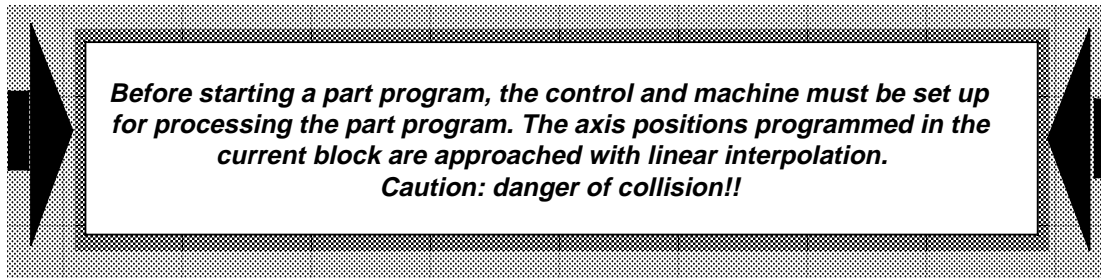 Before starting a part program, the control and machine must be set up
for processing the part program. The axis positions programmed in the
current block are approached with linear interpolation.
Caution: danger of collision!!